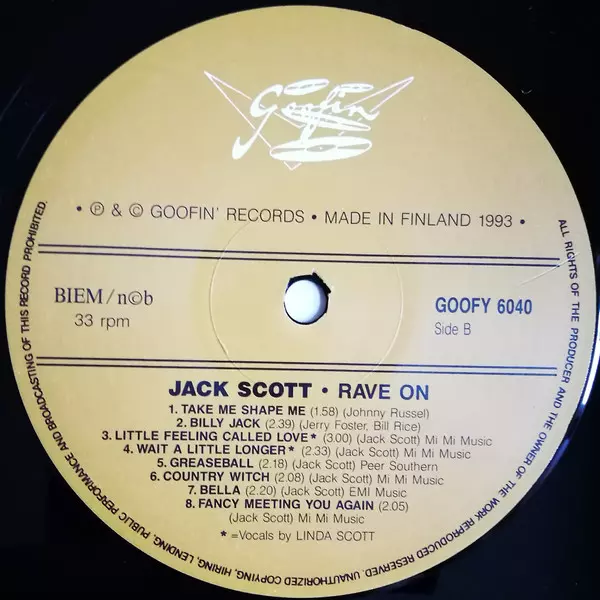 Goofin'
• ℗ & © GOOFIN' RECORDS • MADE IN FINLAND 1993 •
BIEM/n©b
33 rpm
GOOFY 6040
Side B
JACK SCOTT • RAVE ON
1. TAKE ME SHAPE ME (1.58) (Johnny Russel)
2. BILLY JACK (2.39) (Jerry Foster, Bill Rice)
3. LITTLE FEELING CALLED LOVE* (3.00) (Jack Scott) Mi Mi Music
4. WAIT A LITTLE LONGER* (2.33) (Jack Scott) Mi Mi Music
5. GREASEBALL (2.18) (Jack Scott) Peer Southern
6. COUNTRY WITCH (2.08) (Jack Scott) Mi Mi Music
7. BELLA (2.20) (Jack Scott) EMI Music
8. FANCY MEETING YOU AGAIN (2.05)
(Jack Scott) Mi Mi Music
* =Vocals by LINDA SCOTT
ALL RIGHTS OF THE PRODUCER AND THE OWNER OF THE WORK REPRODUCED RESERVED. UNAUTHORIZED COPYING, HIRING, LENDING, PUBLIC PERFORMANCE AND BROADCASTING OF THIS RECORD PROHIBITED.